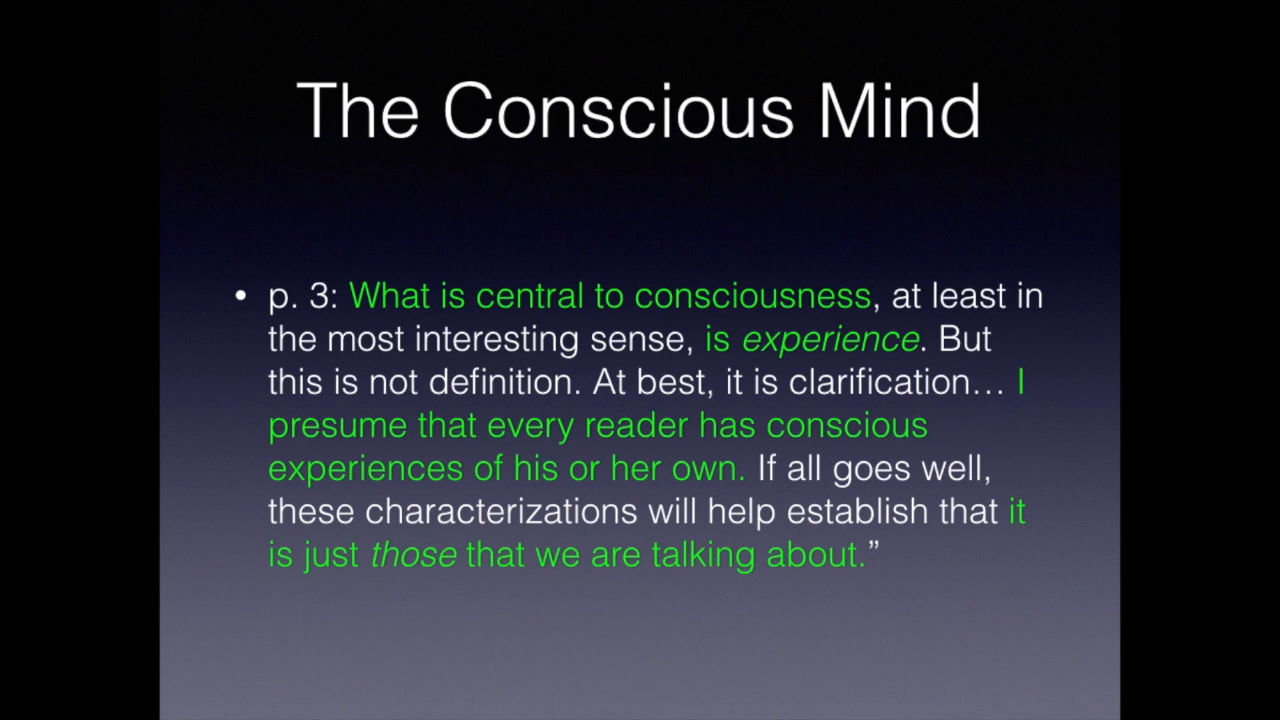 The Conscious Mind
• p. 3: What is central to consciousness, at least in
the most interesting sense, is experience. But
this is not definition. At best, it is clarification… I
presume that every reader has conscious
experiences of his or her own. If all goes well,
these characterizations will help establish that it
is just those that we are talking about.”